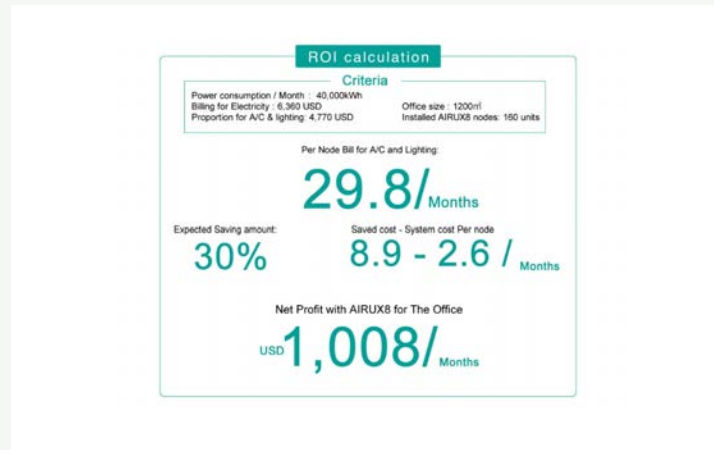 ROI calculation
Criteria
Power consumption / Month : 40,000kWh
Billing for Electricity : 6,360 USD
Proportion for A/C & lighting: 4,770 USD
Office size : 1200㎡
Installed AIRUX8 nodes: 160 units
Per Node Bill for A/C and Lighting:
29.8/Months
Expected Saving amount:
30%
Saved cost - System cost Per node
8.9 - 2.6 / Months
Net Profit with AIRUX8 for The Office
USD1,008/Months